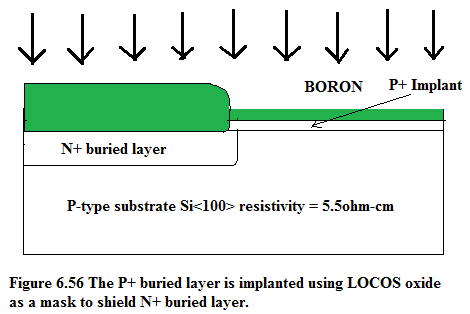 BORON
P+ Implant
N+ buried layer
P-type substrate Si<100> resistivity = 5.5ohm-cm
Figure 6.56 The P+ buried layer is implanted using LOCOS oxide
as a mask to shield N+ buried layer.